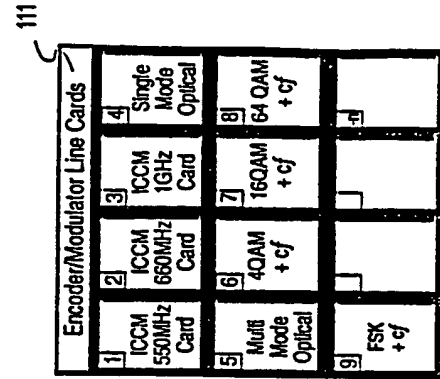 111
Encoder/Modulator Line Cards
1
ICCM
550MHz
Card
2
ICCM
660MHz
Card
3
ICCM
1GHz
Card
4
Single
Mode
Optical
5
Multi
Mode
Optical
6
4QAM
+ cf
7
16QAM
+ cf
8
64 QAM
+ cf
9
FSK
+ cf
n